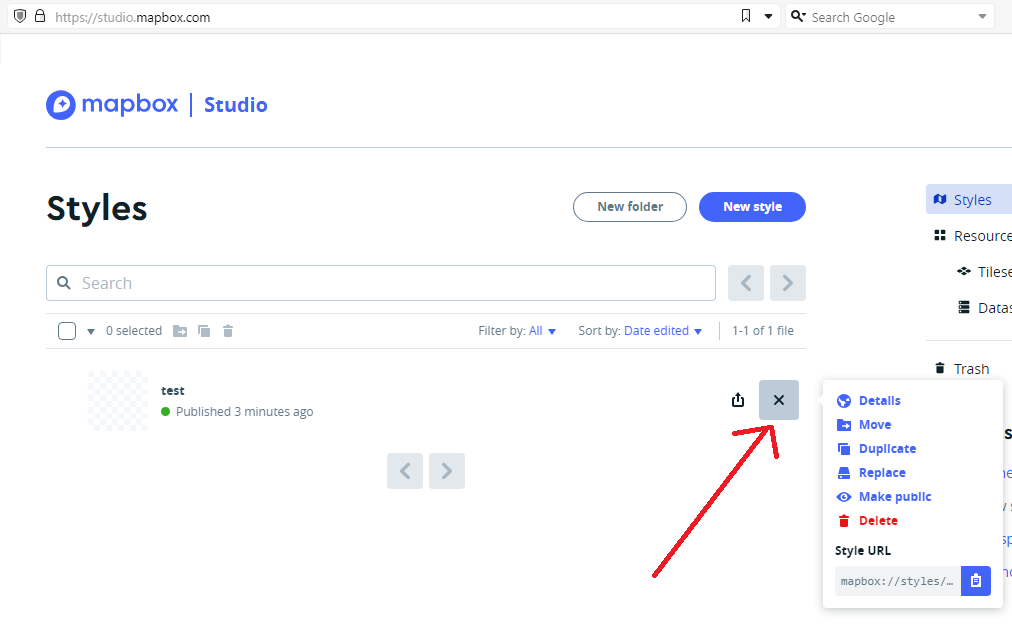 https://studio.mapbox.com
Search Google
mapbox | Studio
Styles
New folder
New style
Search
0 selected
Filter by: All
Sort by: Date edited
1-1 of 1 file
test
Published 3 minutes ago
Styles
Resource
Tilese
Datas
Trash
Details
Move
Duplicate
Replace
Make public
Delete
Style URL
mapbox://styles/…